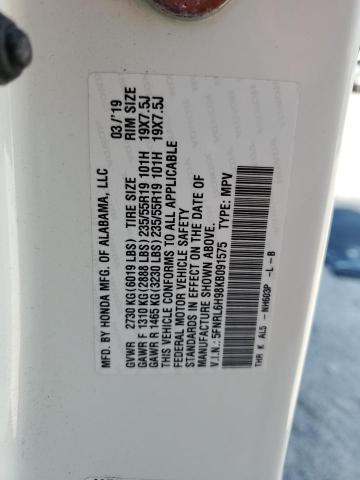 MFD. BY HONDA MFG. OF ALABAMA, LLC 03/'19
GVWR 2730 KG(6019 LBS) TIRE SIZE RIM SIZE
GAWR F 1310 KG(2888 LBS) 235/55R19 101H 19X7.5J
GAWR R 1465 KG(3230 LBS) 235/55R19 101H 19X7.5J
THIS VEHICLE CONFORMS TO ALL APPLICABLE
FEDERAL MOTOR VEHICLE SAFETY
STANDARDS IN EFFECT ON THE DATE OF
MANUFACTURE SHOWN ABOVE.
V.I.N.: 5FNRL6H98KB091575 TYPE: MPV
THR K AL5 - NH603P -L-B